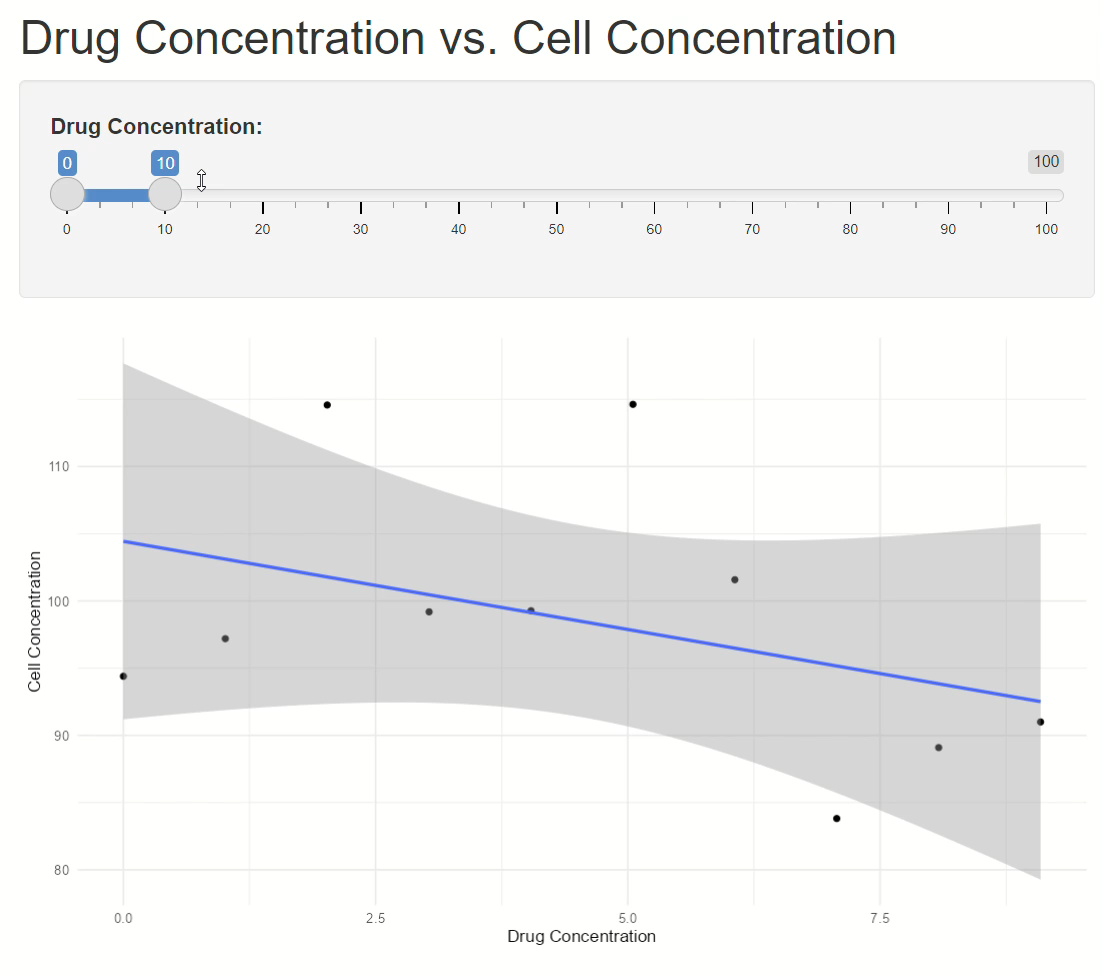 Drug Concentration vs. Cell Concentration
Drug Concentration:
0 10 100
0 10 20 30 40 50 60 70 80 90 100
110
100
90
80
Cell Concentration
0.0 2.5 5.0 7.5
Drug Concentration